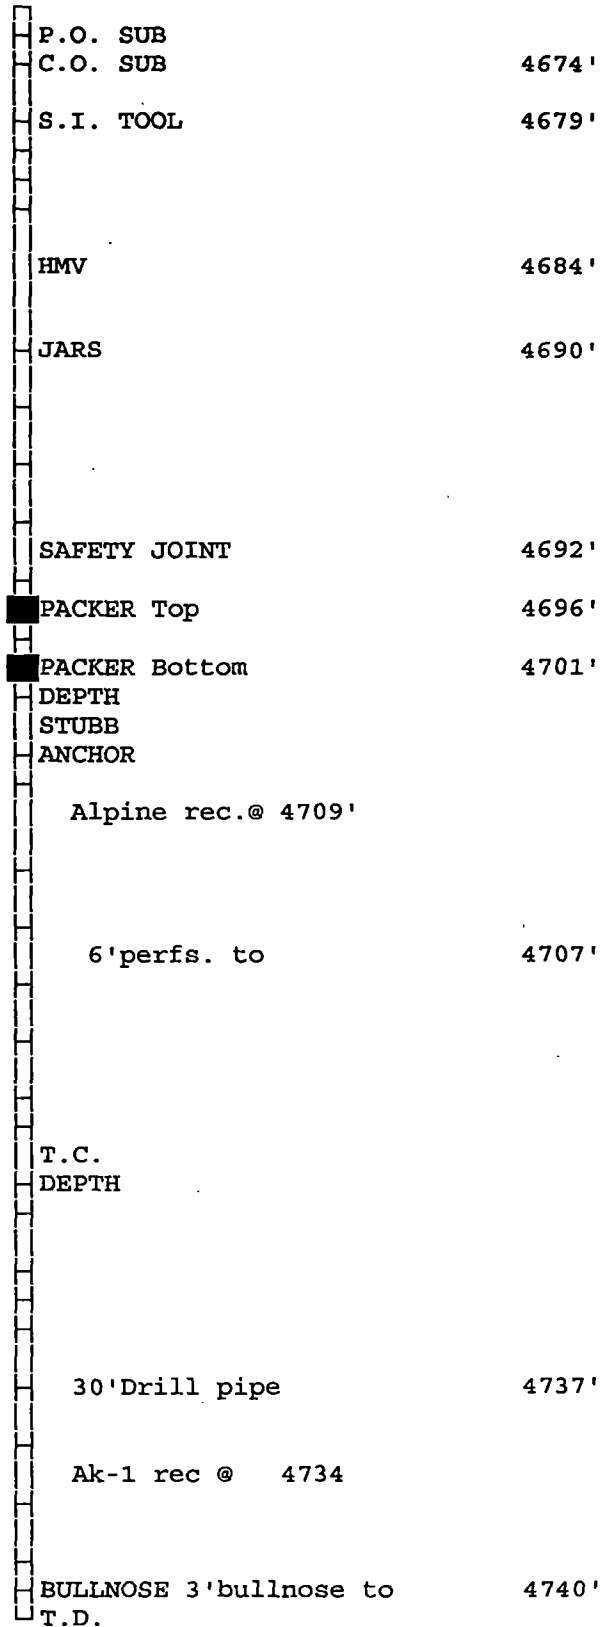 P.O. SUB
C.O. SUB 4674'
S.I. TOOL 4679'
HMV 4684'
JARS 4690'
SAFETY JOINT 4692'
PACKER Top 4696'
PACKER Bottom 4701'
DEPTH
STUBB
ANCHOR
Alpine rec.@ 4709'
6'perfs. to 4707'
T.C.
DEPTH
30'Drill pipe 4737'
Ak-1 rec @ 4734
BULLNOSE 3'bullnose to 4740'
T.D.